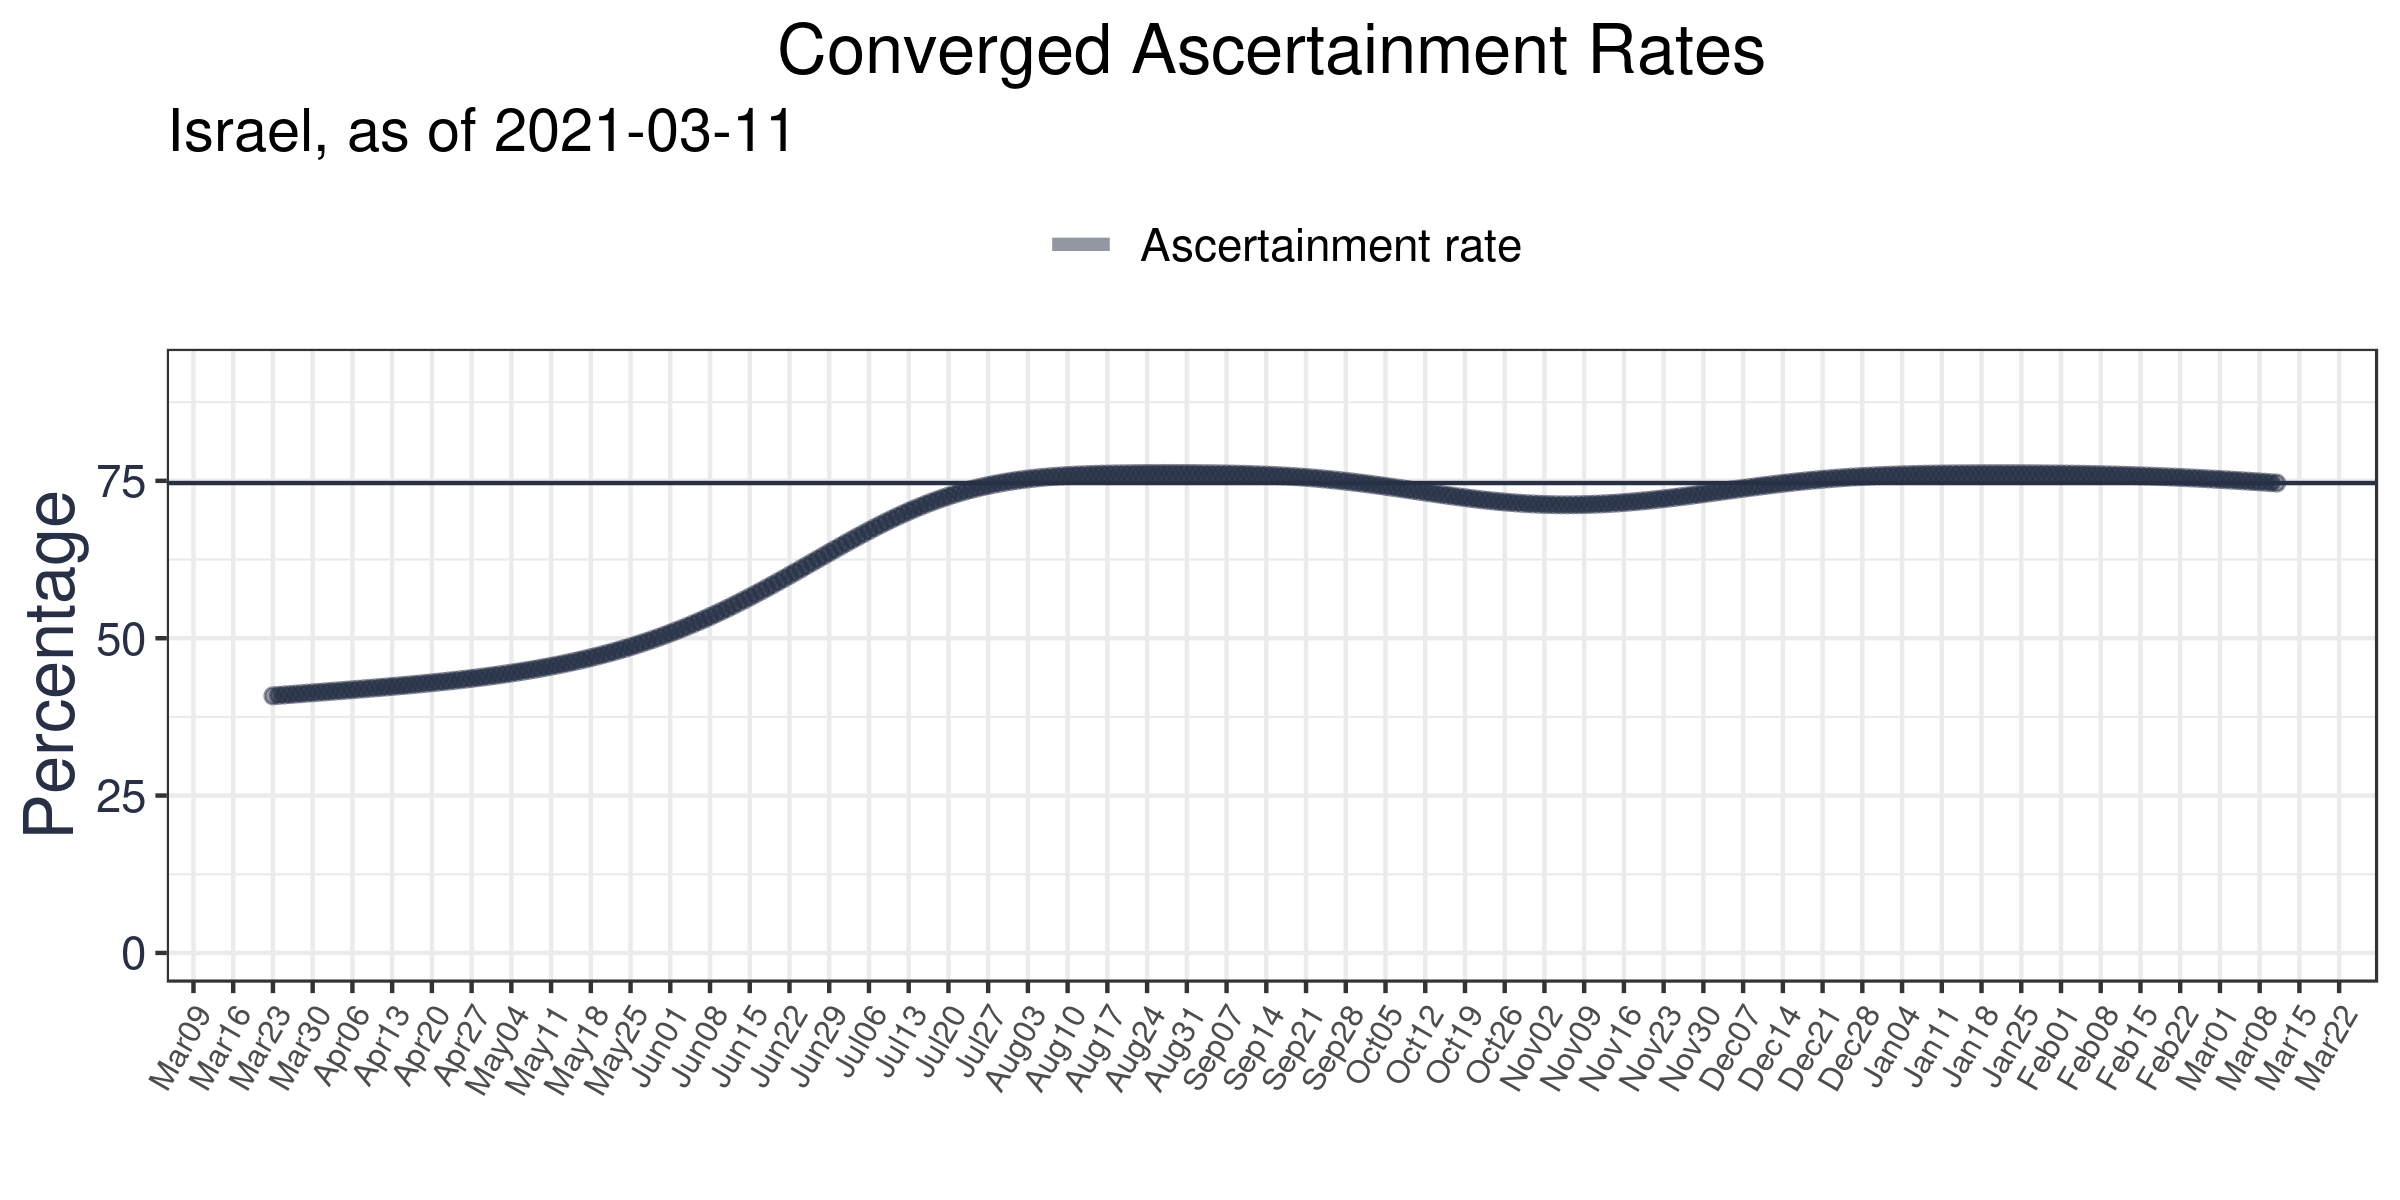 Converged Ascertainment Rates
Israel, as of 2021-03-11
Ascertainment rate
Percentage
75
50
25
0
Mar09 Mar16 Mar23 Mar30 Apr06 Apr13 Apr20 Apr27 May04 May11 May18 May25 Jun01 Jun08 Jun15 Jun22 Jun29 Jul06 Jul13 Jul20 Jul27 Aug03 Aug10 Aug17 Aug24 Aug31 Sep07 Sep14 Sep21 Sep28 Oct05 Oct12 Oct19 Oct26 Nov02 Nov09 Nov16 Nov23 Nov30 Dec07 Dec14 Dec21 Dec28 Jan04 Jan11 Jan18 Jan25 Feb01 Feb08 Feb15 Feb22 Mar01 Mar08 Mar15 Mar22